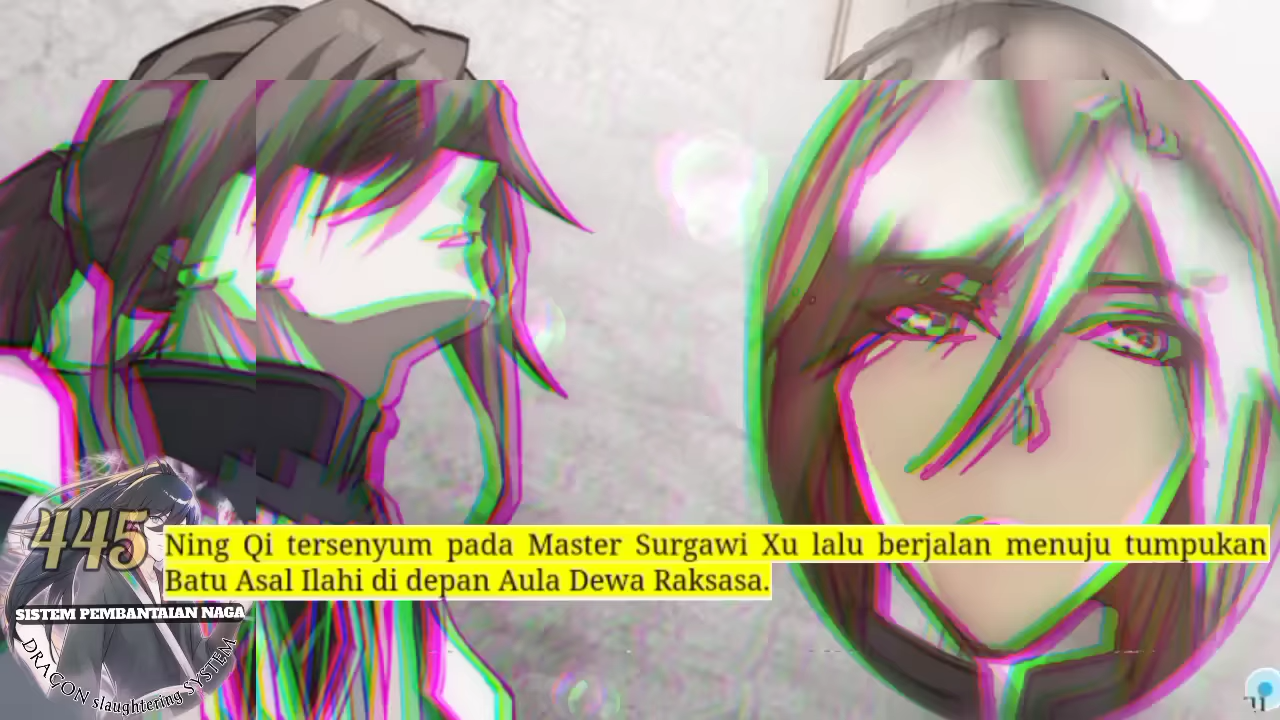 445
Ning Qi tersenyum pada Master Surgawi Xu lalu berjalan menuju tumpukan
Batu Asal Ilahi di depan Aula Dewa Raksasa.
SISTEM PEMBANTAIAN NAGA
DRAGON slaughtering SYSTEM